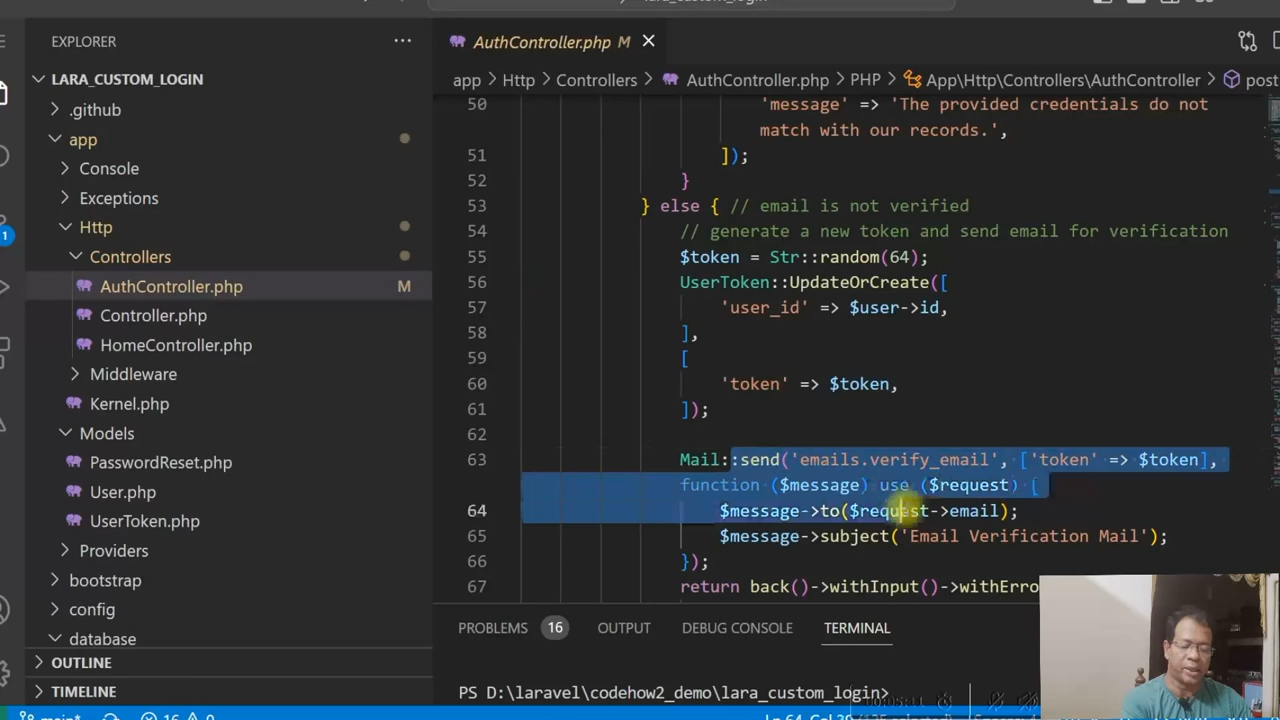 lara_custom_login
EXPLORER
LARA_CUSTOM_LOGIN
.github
app
Console
Exceptions
Http
Controllers
AuthController.php M
Controller.php
HomeController.php
Middleware
Kernel.php
Models
PasswordReset.php
User.php
UserToken.php
Providers
bootstrap
config
database
OUTLINE
TIMELINE
1
AuthController.php M
app > Http > Controllers > AuthController.php > PHP > App\Http\Controllers\AuthController > post
50 'message' => 'The provided credentials do not
match with our records.',
51 ]);
52 }
53 } else { // email is not verified
54 // generate a new token and send email for verification
55 $token = Str::random(64);
56 UserToken::UpdateOrCreate([
57 'user_id' => $user->id,
58 ],
59 [
60 'token' => $token,
61 ]);
62
63 Mail::send('emails.verify_email', ['token' => $token],
function ($message) use ($request) {
64 $message->to($request->email);
65 $message->subject('Email Verification Mail');
66 });
67 return back()->withInput()->withErro
PROBLEMS 16 OUTPUT DEBUG CONSOLE TERMINAL
PS D:\laravel\codehow2_demo\lara_custom_login>